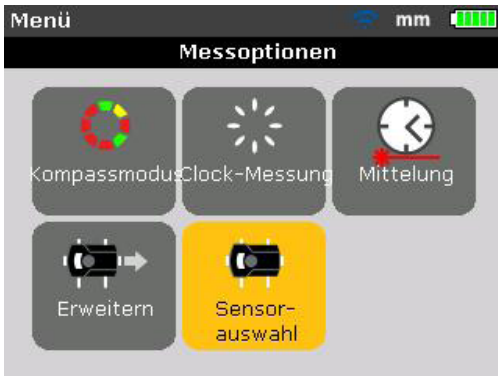 Menü mm
Messoptionen
Kompassmodus Clock-Messung Mittelung
Erweitern Sensor-
auswahl